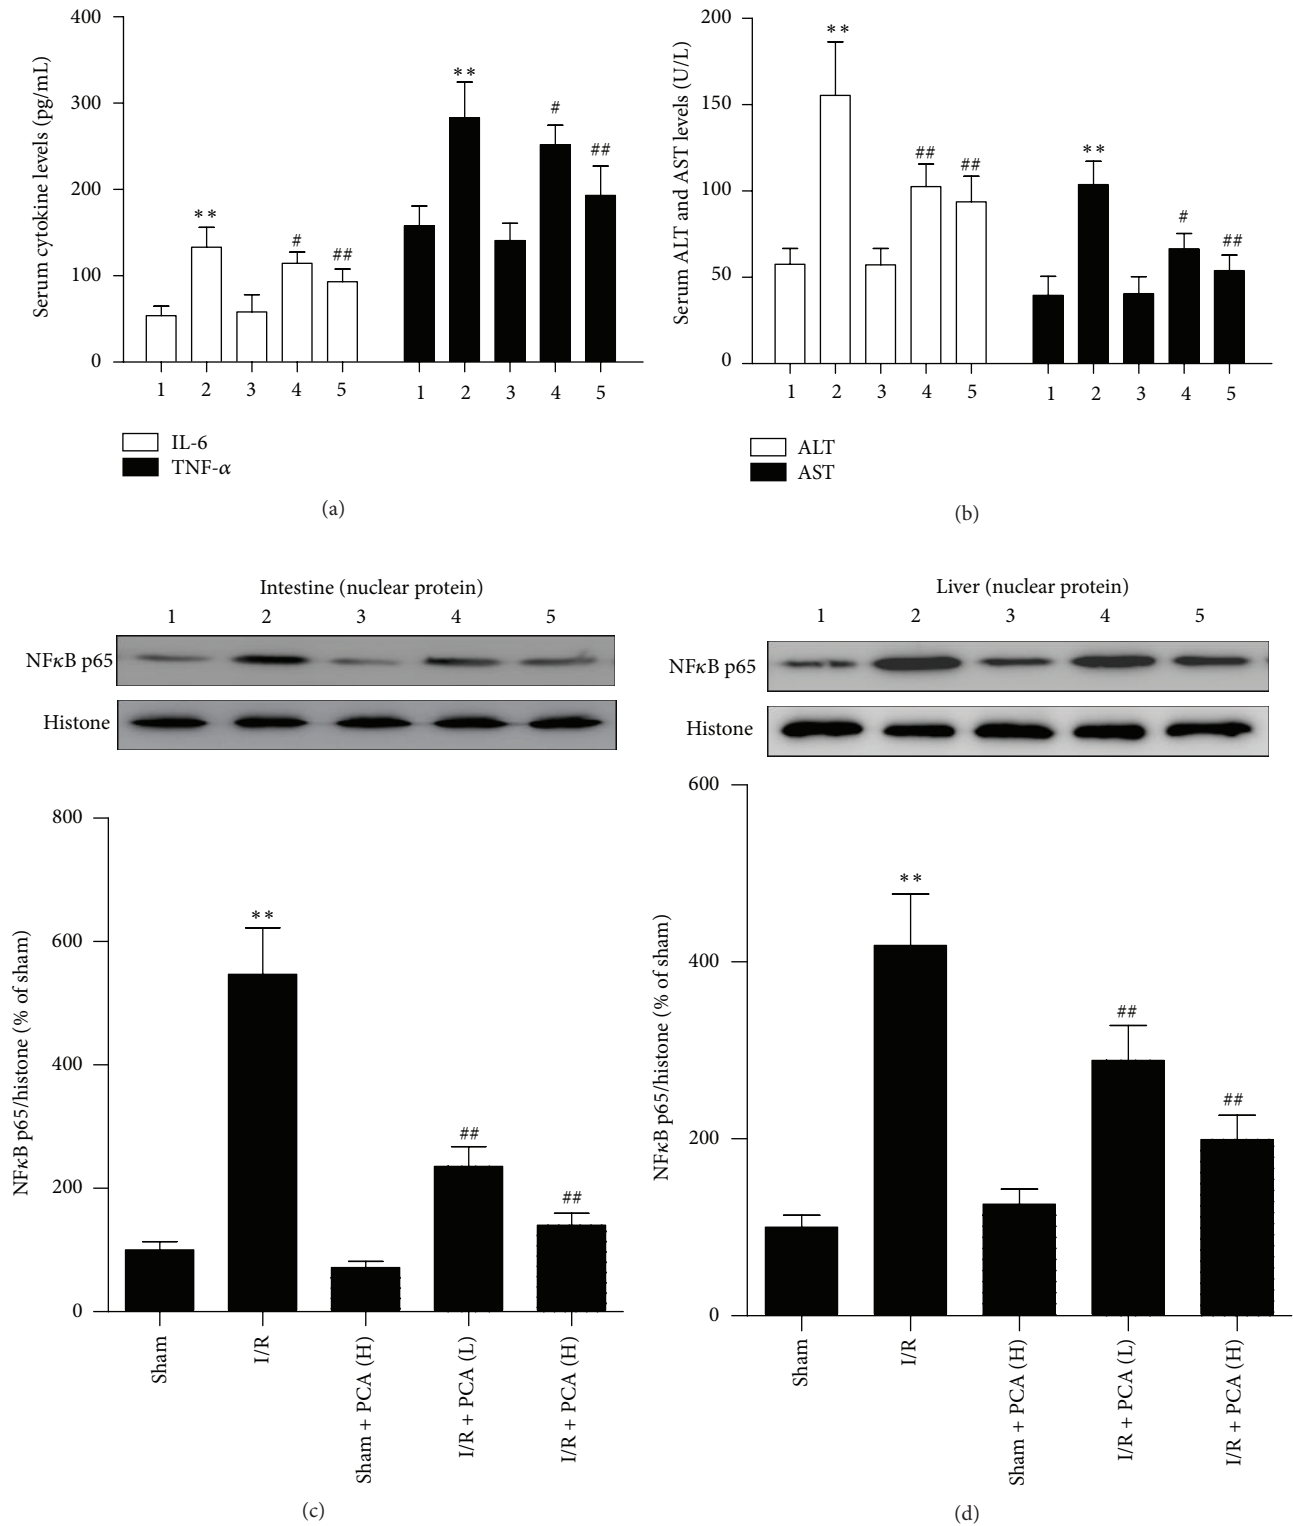 400
300
200
100
0
Serum cytokine levels (pg/mL)
**
#
##
**
#
##
1 2 3 4 5 1 2 3 4 5
IL-6
TNF-α
(a)
200
150
100
50
0
Serum ALT and AST levels (U/L)
**
##
##
**
#
##
1 2 3 4 5 1 2 3 4 5
ALT
AST
(b)
Intestine (nuclear protein)
1 2 3 4 5
NFκB p65
Histone
800
600
400
200
0
NFκB p65/histone (% of sham)
**
##
##
Sham
I/R
Sham + PCA (H)
I/R + PCA (L)
I/R + PCA (H)
(c)
Liver (nuclear protein)
1 2 3 4 5
NFκB p65
Histone
600
400
200
0
NFκB p65/histone (% of sham)
**
##
##
Sham
I/R
Sham + PCA (H)
I/R + PCA (L)
I/R + PCA (H)
(d)